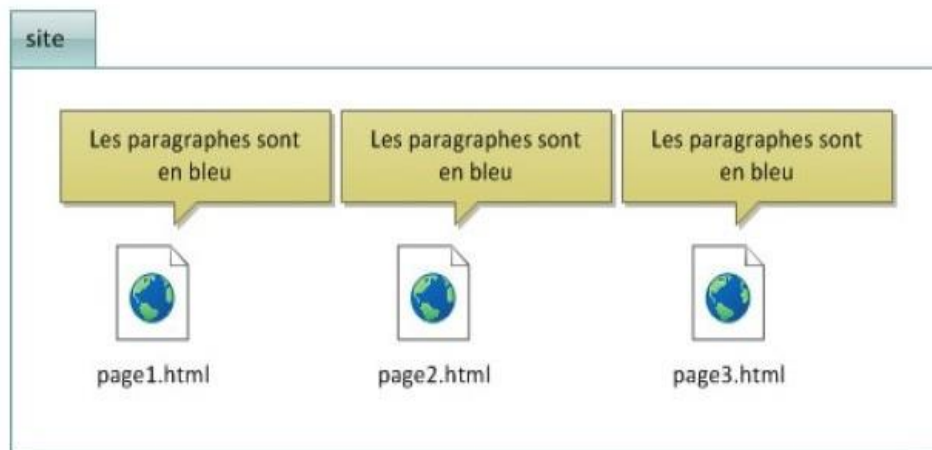 site
Les paragraphes sont
en bleu
Les paragraphes sont
en bleu
Les paragraphes sont
en bleu
page1.html
page2.html
page3.html